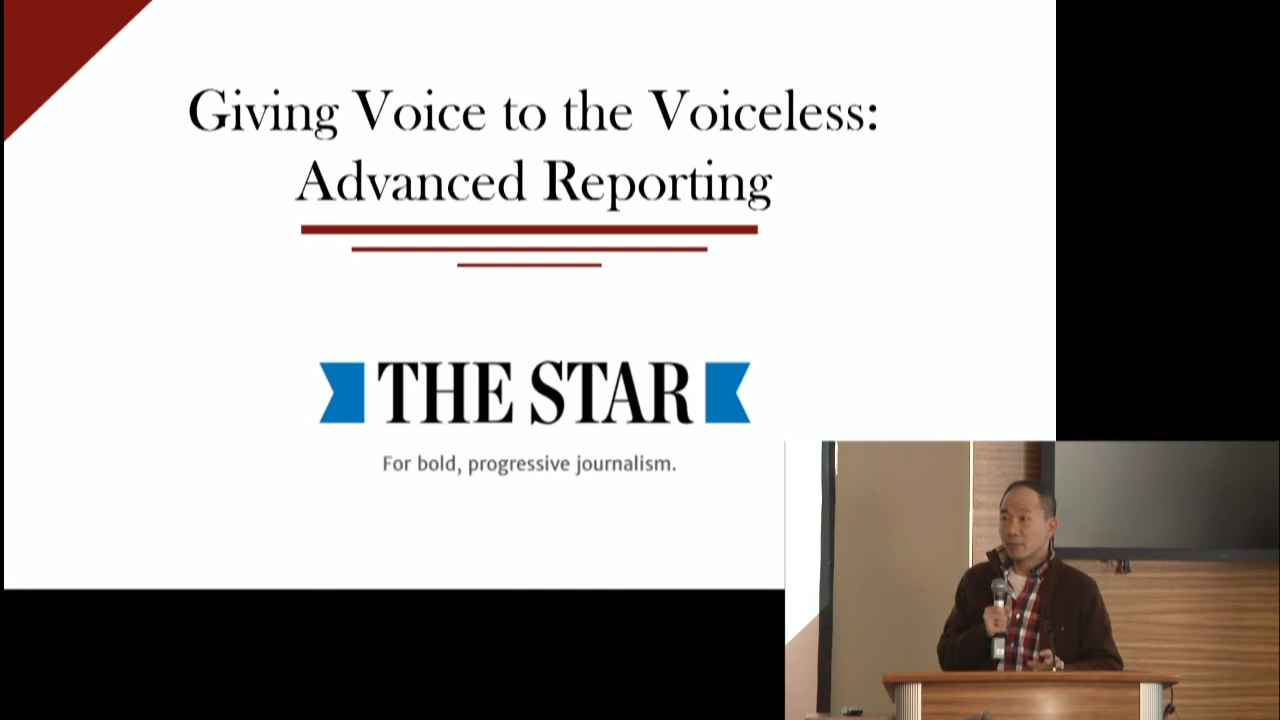 Giving Voice to the Voiceless:
Advanced Reporting
THE STAR
For bold, progressive journalism.